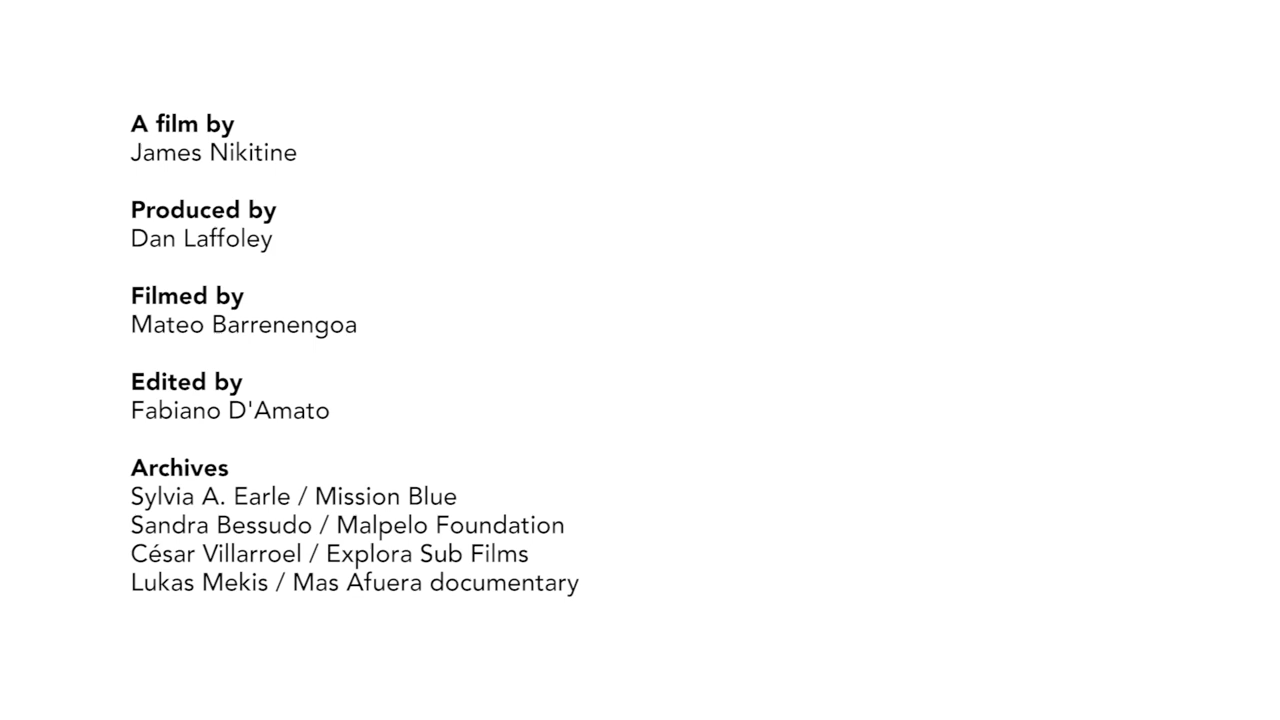 A film by
James Nikitine
Produced by
Dan Laffoley
Filmed by
Mateo Barrenengoa
Edited by
Fabiano D'Amato
Archives
Sylvia A. Earle / Mission Blue
Sandra Bessudo / Malpelo Foundation
César Villarroel / Explora Sub Films
Lukas Mekis / Mas Afuera documentary